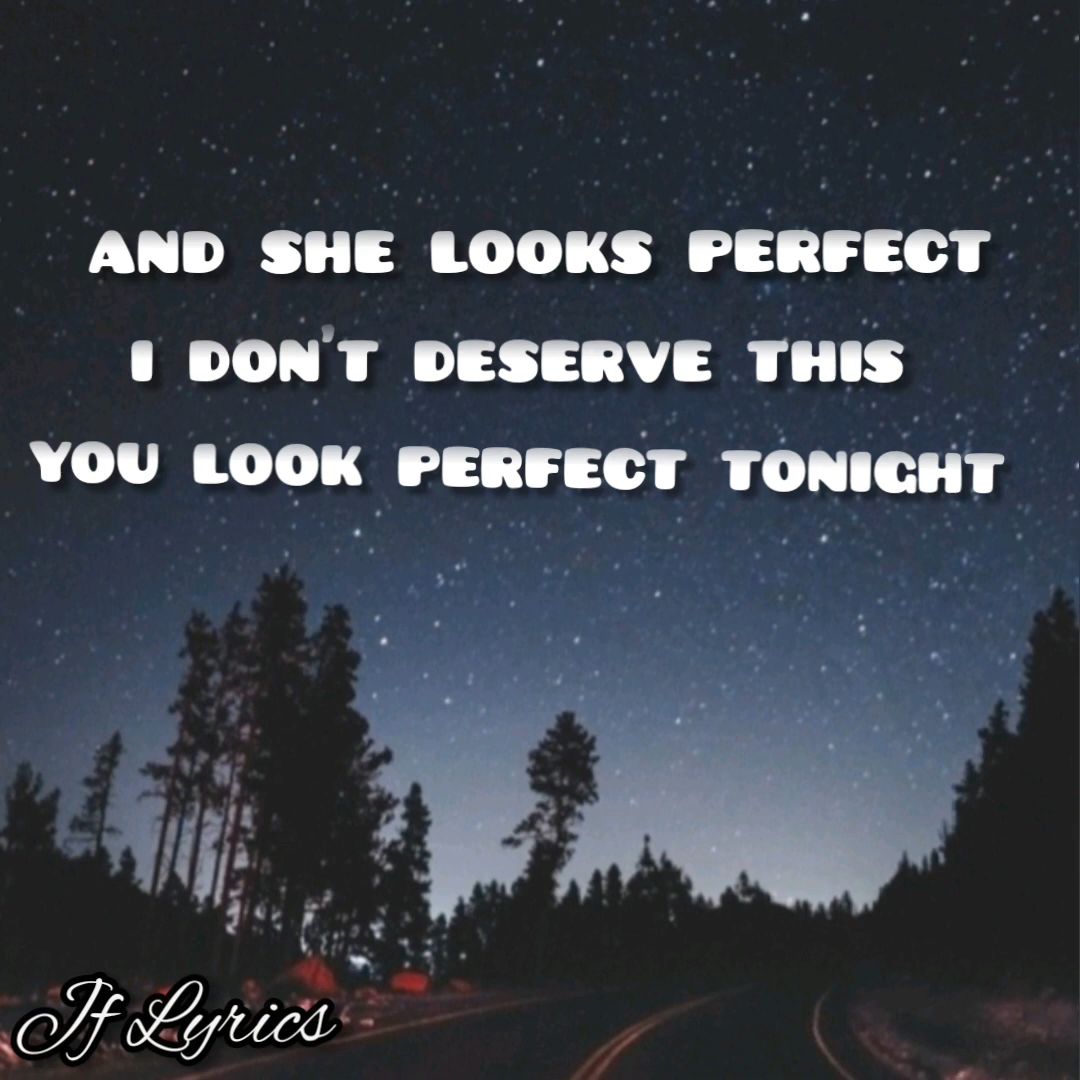 AND SHE LOOKS PERFECT
I DON'T DESERVE THIS
YOU LOOK PERFECT TONIGHT
Jf Lyrics